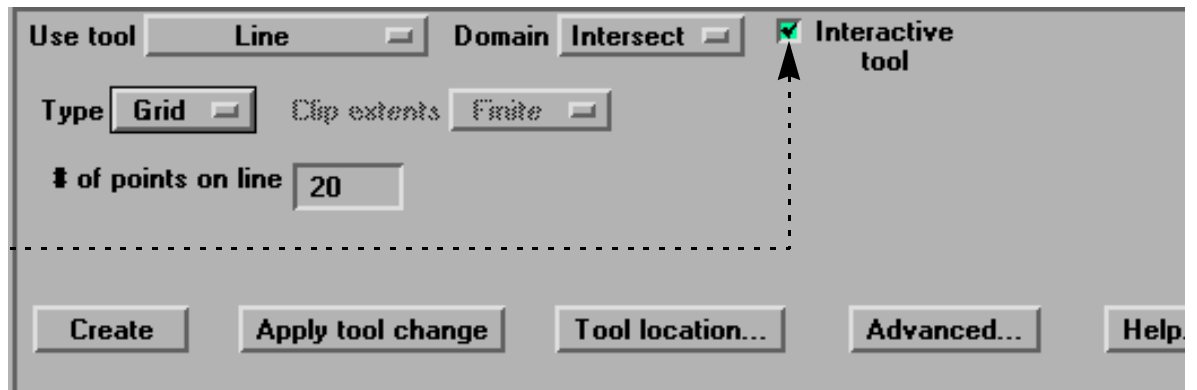 Use tool Line Domain Intersect Interactive tool
Type Grid Clip extents Finite
# of points on line 20
Create Apply tool change Tool location... Advanced... Help.